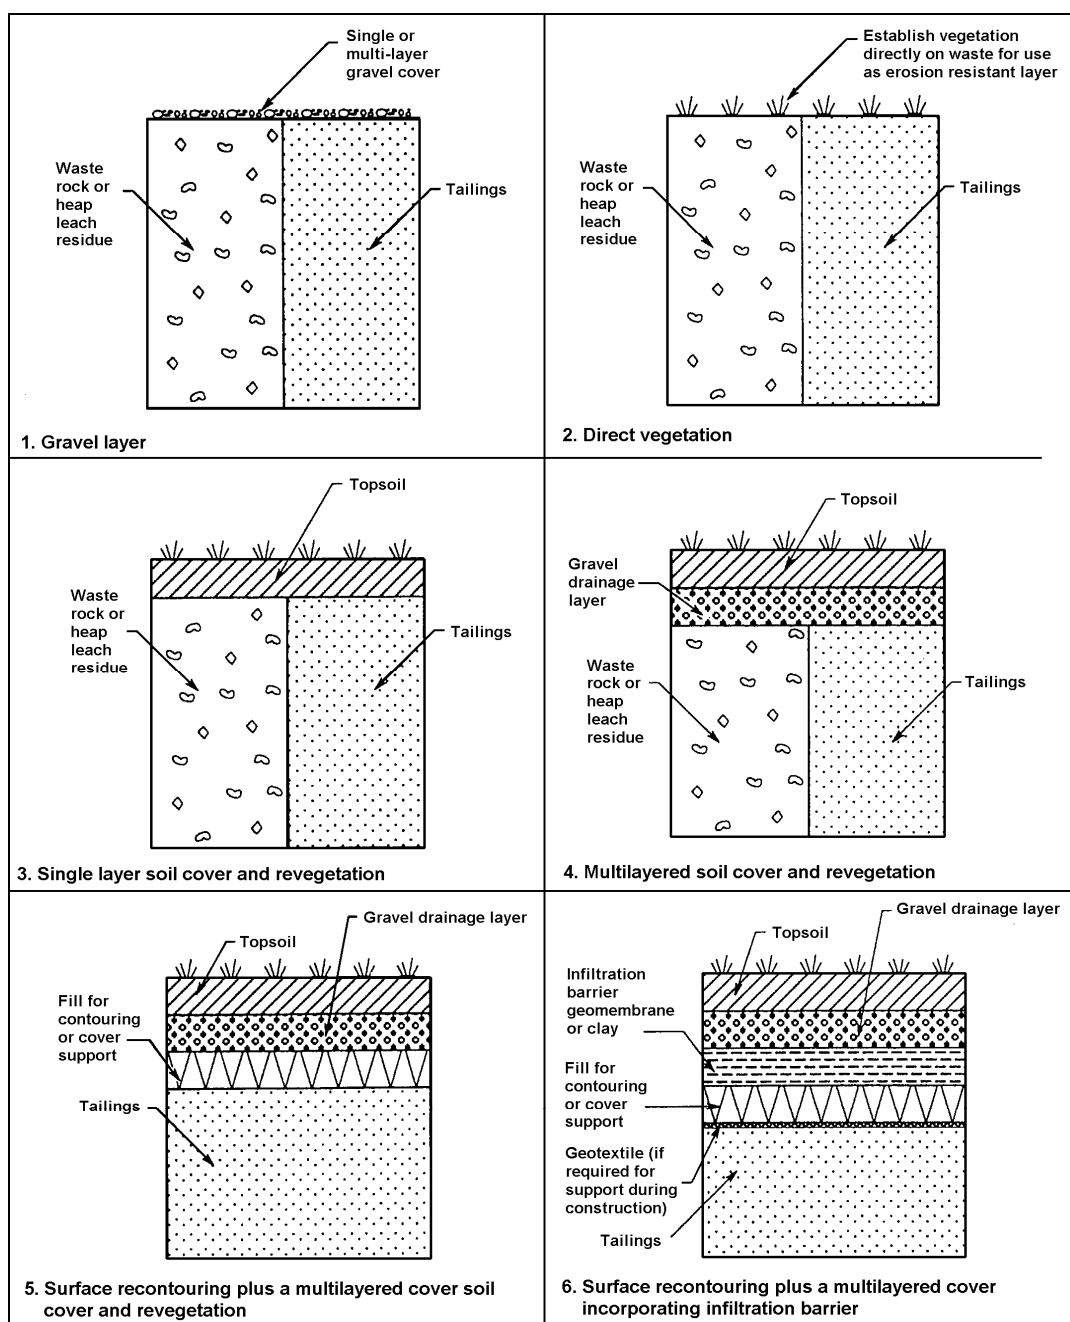 Single or
multi-layer
gravel cover
Waste
rock or
heap
leach
residue
Tailings
1. Gravel layer
Establish vegetation
directly on waste for use
as erosion resistant layer
Waste
rock or
heap
leach
residue
Tailings
2. Direct vegetation
Topsoil
Waste
rock or
heap
leach
residue
Tailings
3. Single layer soil cover and revegetation
Topsoil
Gravel
drainage
layer
Waste
rock or
heap
leach
residue
Tailings
4. Multilayered soil cover and revegetation
Gravel drainage layer
Topsoil
Fill for
contouring
or cover
support
Tailings
5. Surface recontouring plus a multilayered cover soil
cover and revegetation
Gravel drainage layer
Topsoil
Infiltration
barrier
geomembrane
or clay
Fill for
contouring
or cover
support
Geotextile (if
required for
support during
construction)
Tailings
6. Surface recontouring plus a multilayered cover
incorporating infiltration barrier